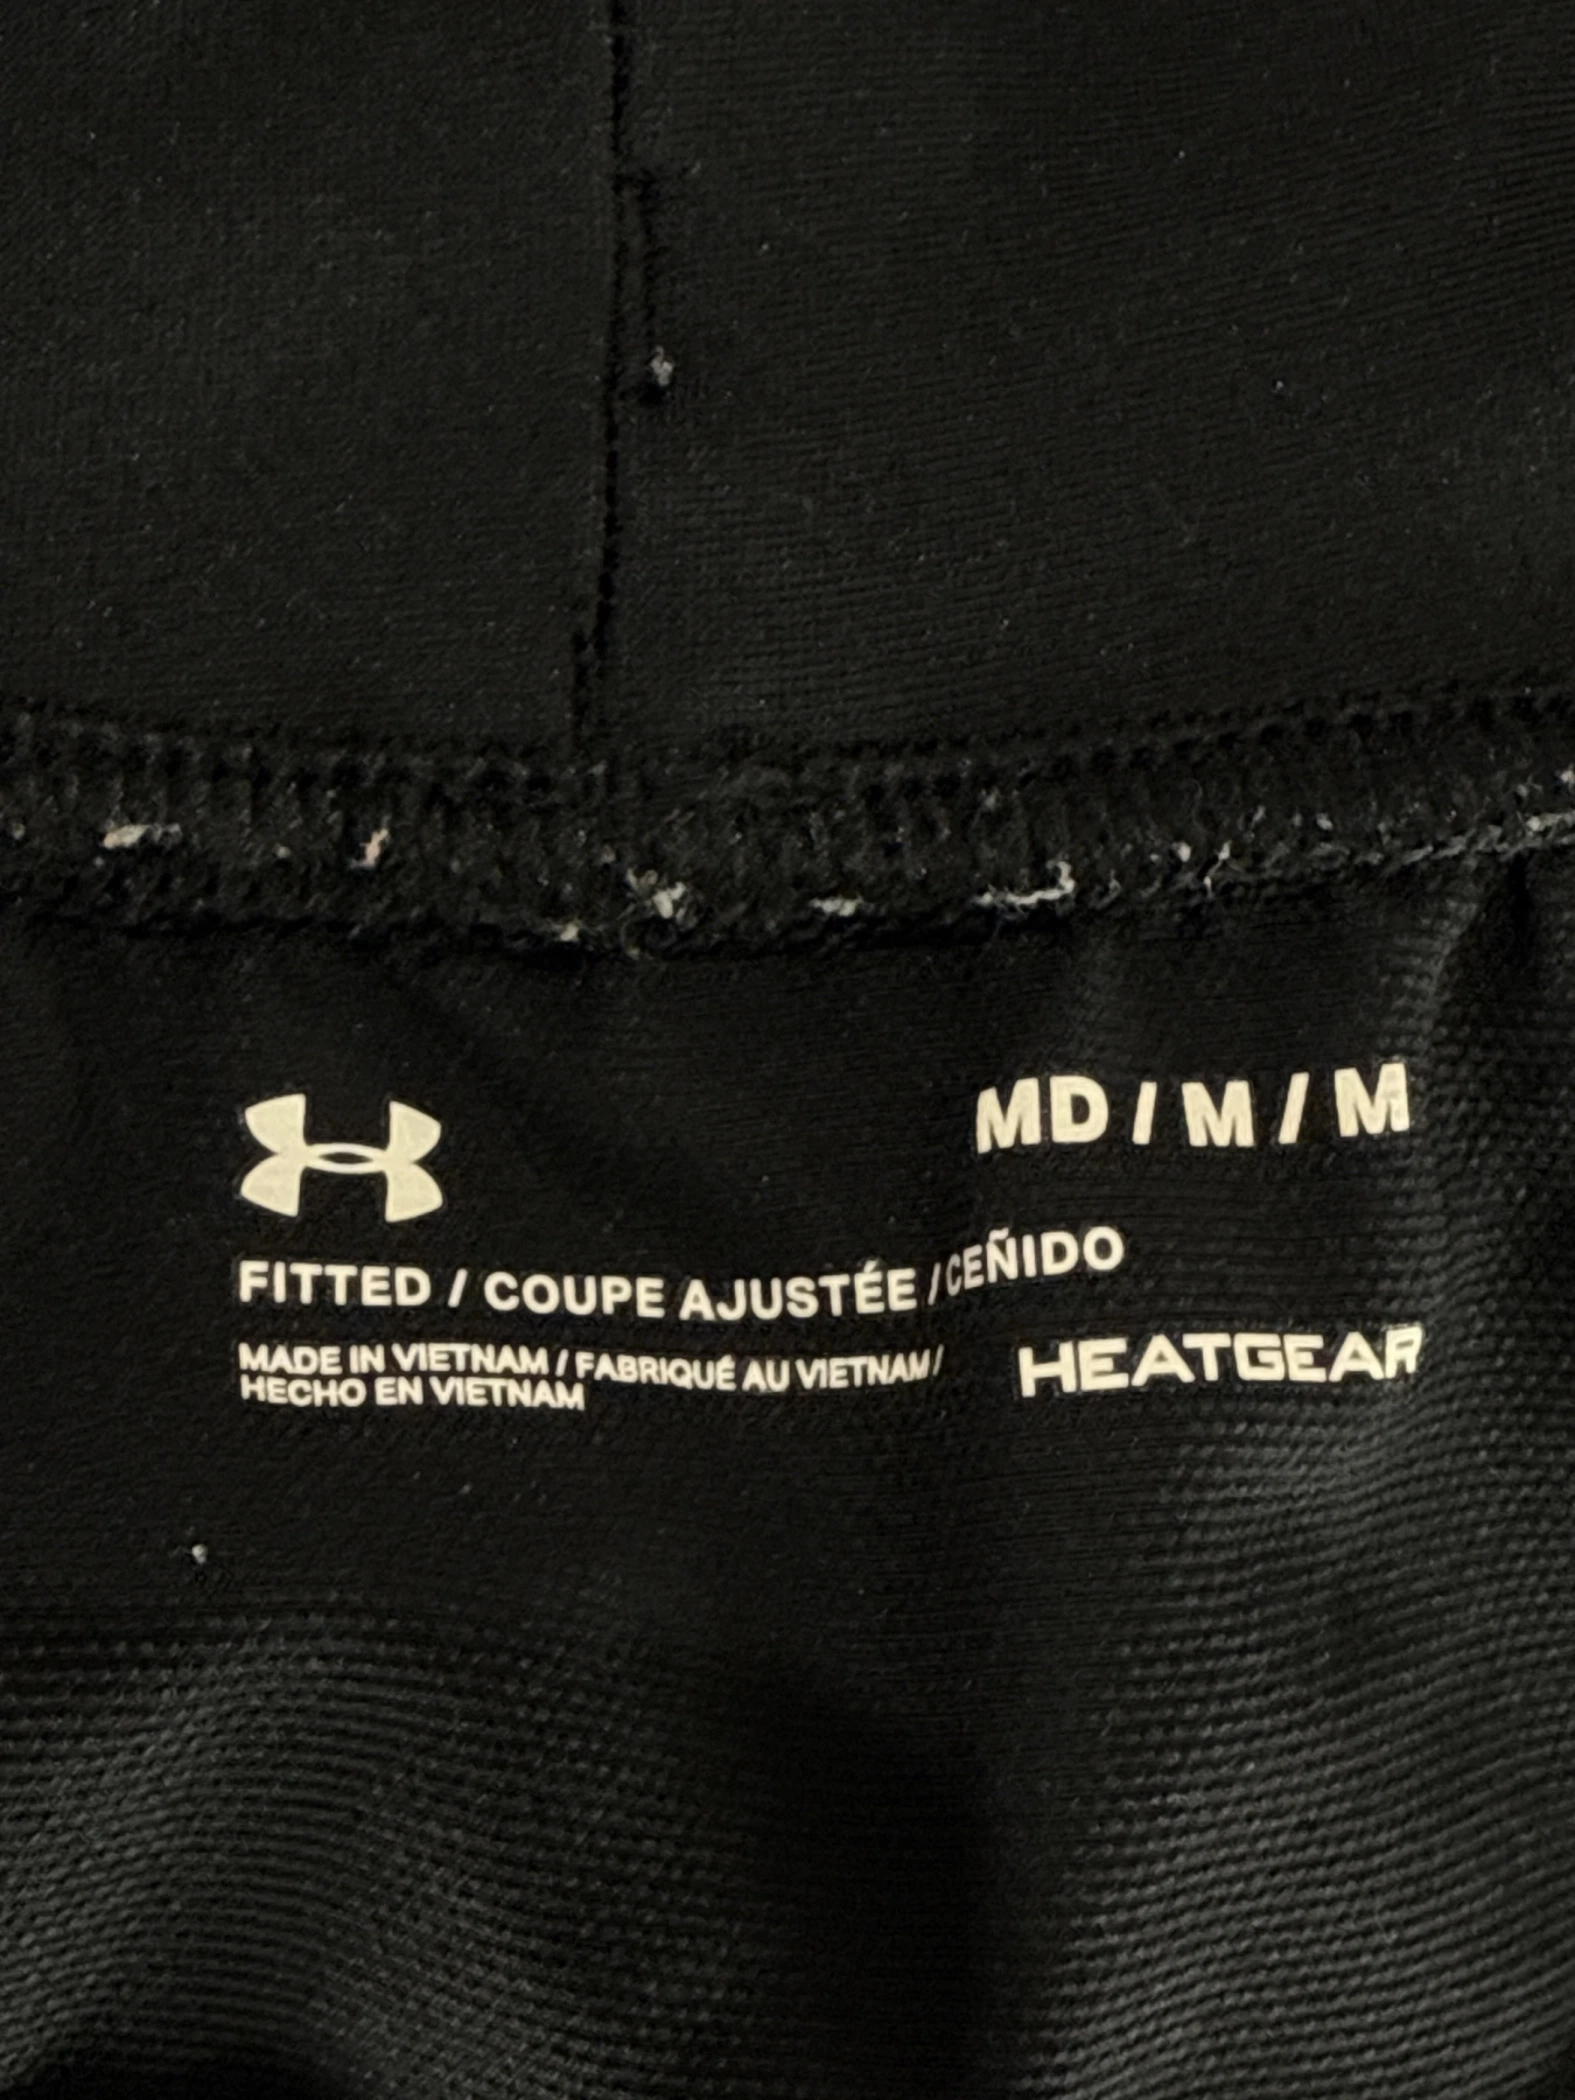 MD / M / M
FITTED / COUPE AJUSTÉE / CEÑIDO
MADE IN VIETNAM / FABRIQUÉ AU VIETNAM /
HECHO EN VIETNAM
HEATGEAR